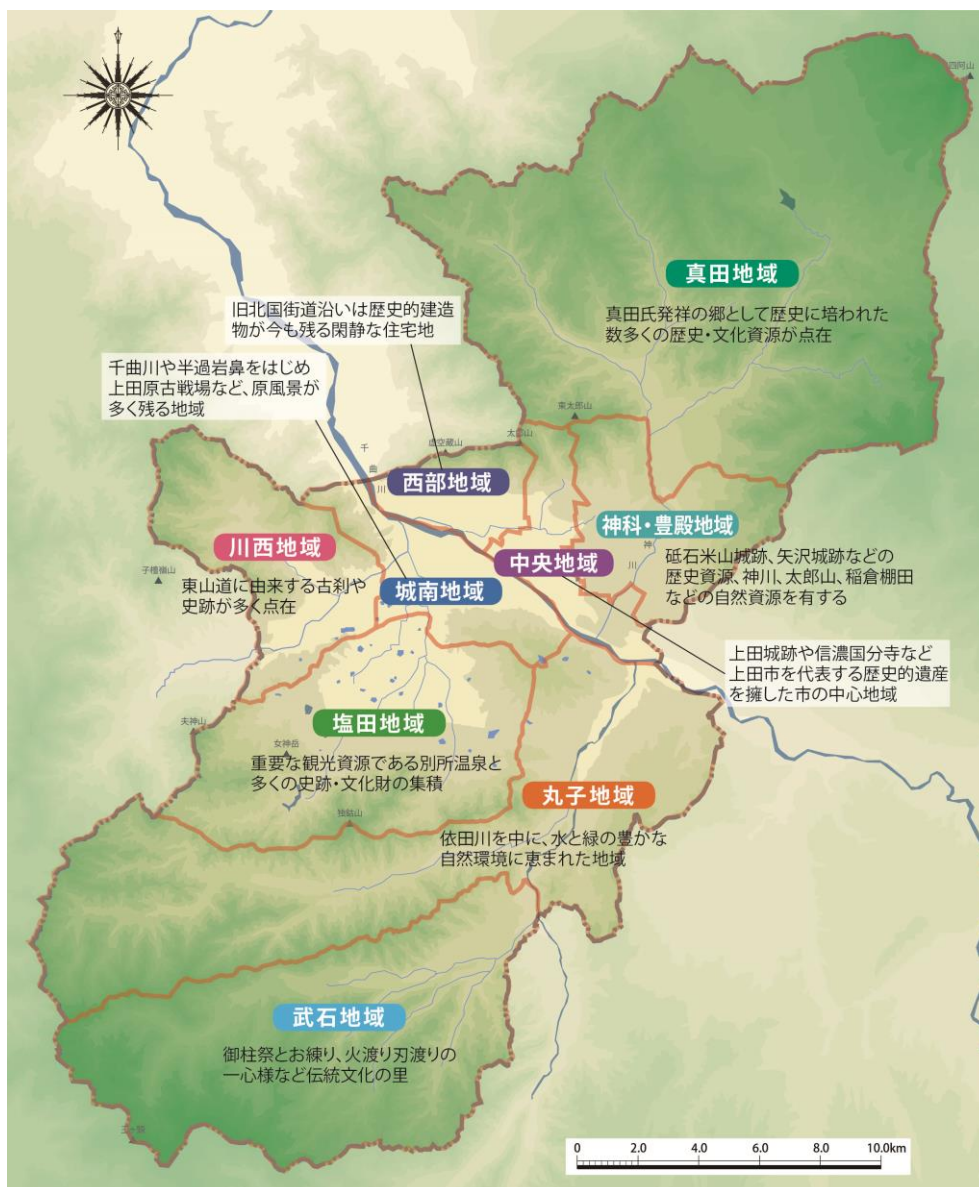 四阿山
真田地域
真田氏発祥の郷として歴史に培われた
数多くの歴史・文化資源が点在
旧北国街道沿いは歴史的建造
物が今も残る閑静な住宅地
千曲川や半過岩鼻をはじめ
上田原古戦場など、原風景が
多く残る地域
東太郎山
太郎山
虚空蔵山
千曲川
西部地域
神科・豊殿地域
砥石米山城跡、矢沢城跡などの
歴史資源、神川、太郎山、稲倉棚田
などの自然資源を有する
神川
川西地域
東山道に由来する古刹や
史跡が多く点在
子檀嶺山
中央地域
城南地域
上田城跡や信濃国分寺など
上田市を代表する歴史的遺産
を擁した市の中心地域
塩田地域
重要な観光資源である別所温泉と
多くの史跡・文化財の集積
夫神山
女神岳
独鈷山
丸子地域
依田川を中に、水と緑の豊かな
自然環境に恵まれた地域
武石地域
御柱祭とお練り、火渡り刃渡りの
一心様など伝統文化の里
0 2.0 4.0 6.0 8.0 10.0km